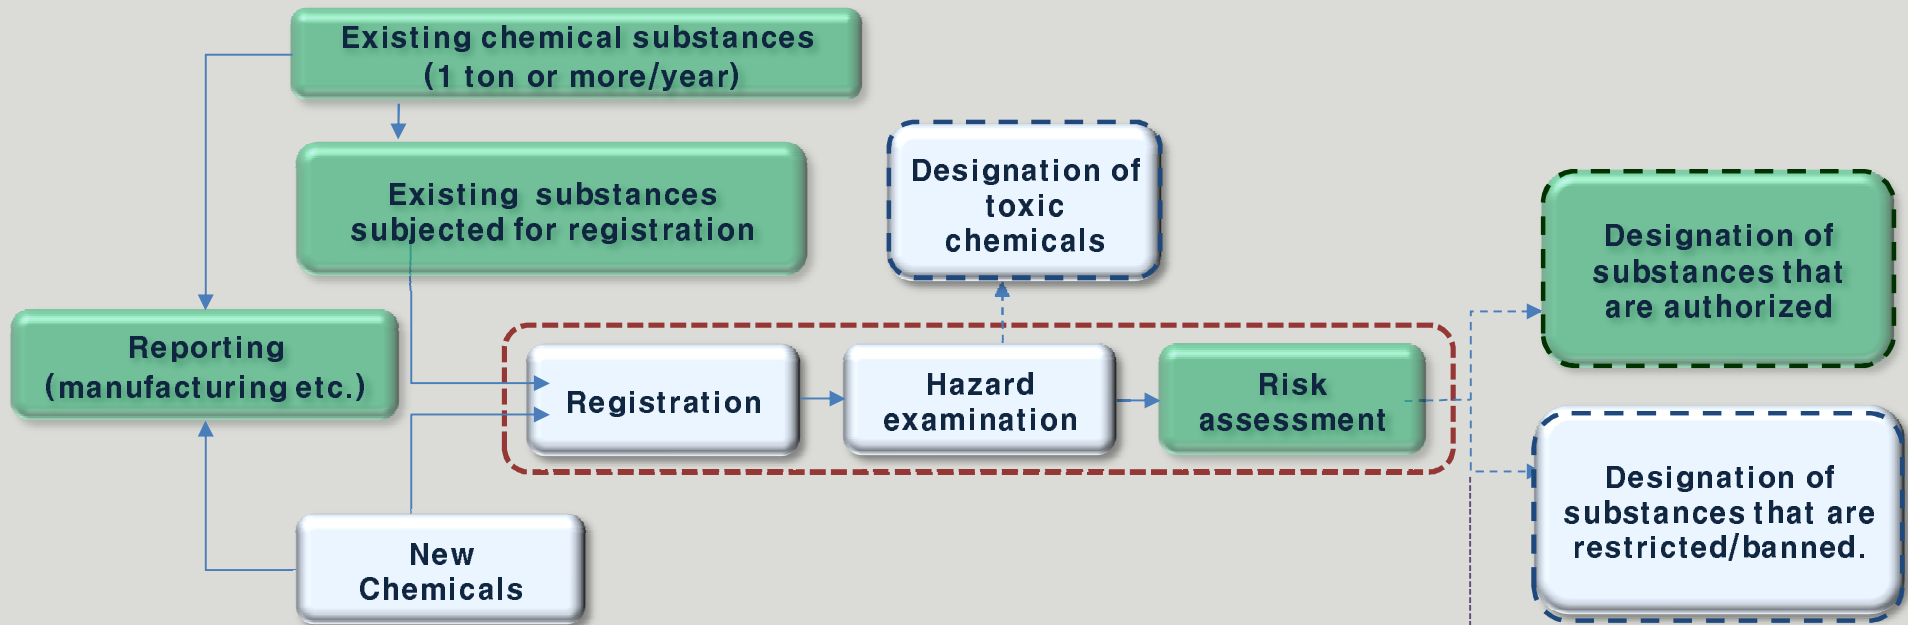 Existing chemical substances
(1 ton or more/year)
Existing substances
subjected for registration
Designation of
toxic
chemicals
Designation of
substances that
are authorized
Reporting
(manufacturing etc.)
Registration
Hazard
examination
Risk
assessment
Designation of
substances that are
restricted/banned.
New
Chemicals